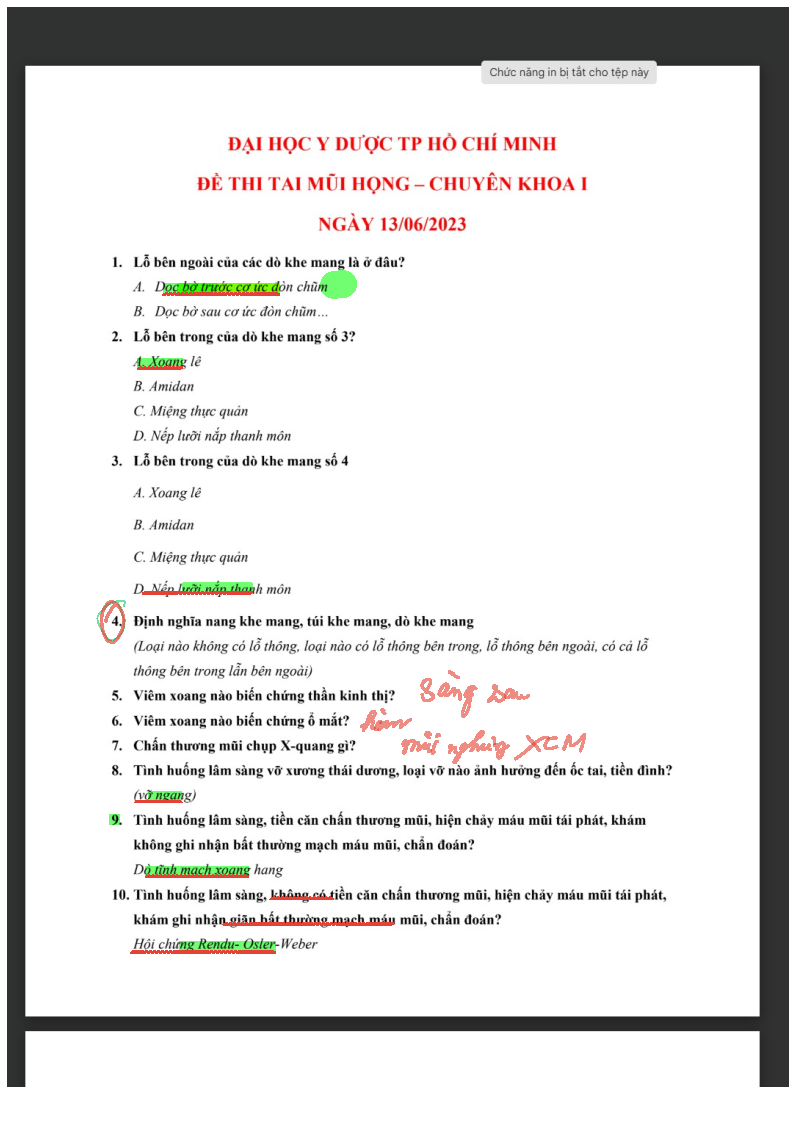 Chức năng in bị tắt cho tệp này
ĐẠI HỌC Y DƯỢC TP HỒ CHÍ MINH
ĐỀ THI TAI MŨI HỌNG – CHUYÊN KHOA I
NGÀY 13/06/2023
1. Lỗ bên ngoài của các dò khe mang là ở đâu?
A. Dọc bờ trước cơ ức đòn chũm
B. Dọc bờ sau cơ ức đòn chũm…
2. Lỗ bên trong của dò khe mang số 3?
A. Xoang lê
B. Amidan
C. Miệng thực quản
D. Nếp lưỡi nắp thanh môn
3. Lỗ bên trong của dò khe mang số 4
A. Xoang lê
B. Amidan
C. Miệng thực quản
D. Nếp lưỡi nắp thanh môn
4. Định nghĩa nang khe mang, túi khe mang, dò khe mang
(Loại nào không có lỗ thông, loại nào có lỗ thông bên trong, lỗ thông bên ngoài, có cả lỗ
thông bên trong lẫn bên ngoài)
5. Viêm xoang nào biến chứng thần kinh thị? Sàng sau
6. Viêm xoang nào biến chứng ổ mắt? hàm
7. Chấn thương mũi chụp X-quang gì? mũi nghiêng XCM
8. Tình huống lâm sàng vỡ xương thái dương, loại vỡ nào ảnh hưởng đến ốc tai, tiền đình?
(vỡ ngang)
9. Tình huống lâm sàng, tiền căn chấn thương mũi, hiện chảy máu mũi tái phát, khám
không ghi nhận bất thường mạch máu mũi, chẩn đoán?
Dò tĩnh mạch xoang hang
10. Tình huống lâm sàng, không có tiền căn chấn thương mũi, hiện chảy máu mũi tái phát,
khám ghi nhận giãn bất thường mạch máu mũi, chẩn đoán?
Hội chứng Rendu- Osler-Weber